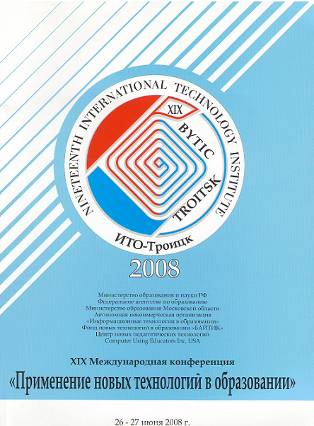 NINETEENTH INTERNATIONAL TECHNOLOGY INSTITUTE
XIX
BYTIC
TROITSK
ИТО-Троицк
2008
Министерство образования и науки РФ
Федеральное агентство по образованию
Министерство образования Московской области
Автономная некоммерческая организация
«Информационные технологии в образовании»
Фонд новых технологий в образовании «БАЙТИК»
Центр новых педагогических технологий
Computer Using Educators Inc, USA
XIX Международная конференция
«Применение новых технологий в образовании»
26 - 27 июня 2008 г.